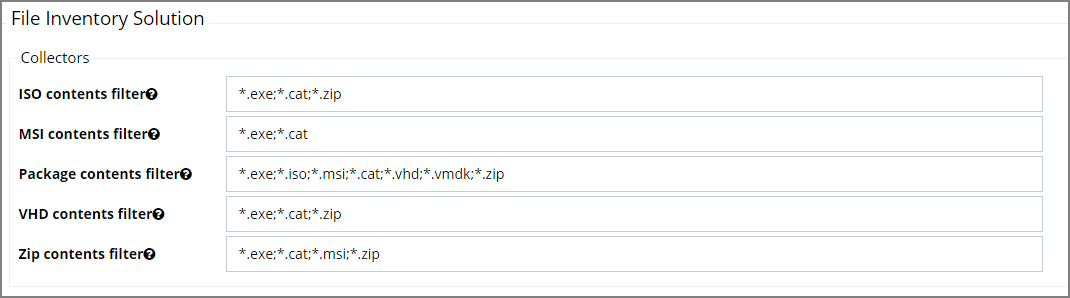 File Inventory Solution
Collectors
ISO contents filter *.exe;*.cat;*.zip
MSI contents filter *.exe;*.cat
Package contents filter *.exe;*.iso;*.msi;*.cat;*.vhd;*.vmdk;*.zip
VHD contents filter *.exe;*.cat;*.zip
Zip contents filter *.exe;*.cat;*.msi;*.zip